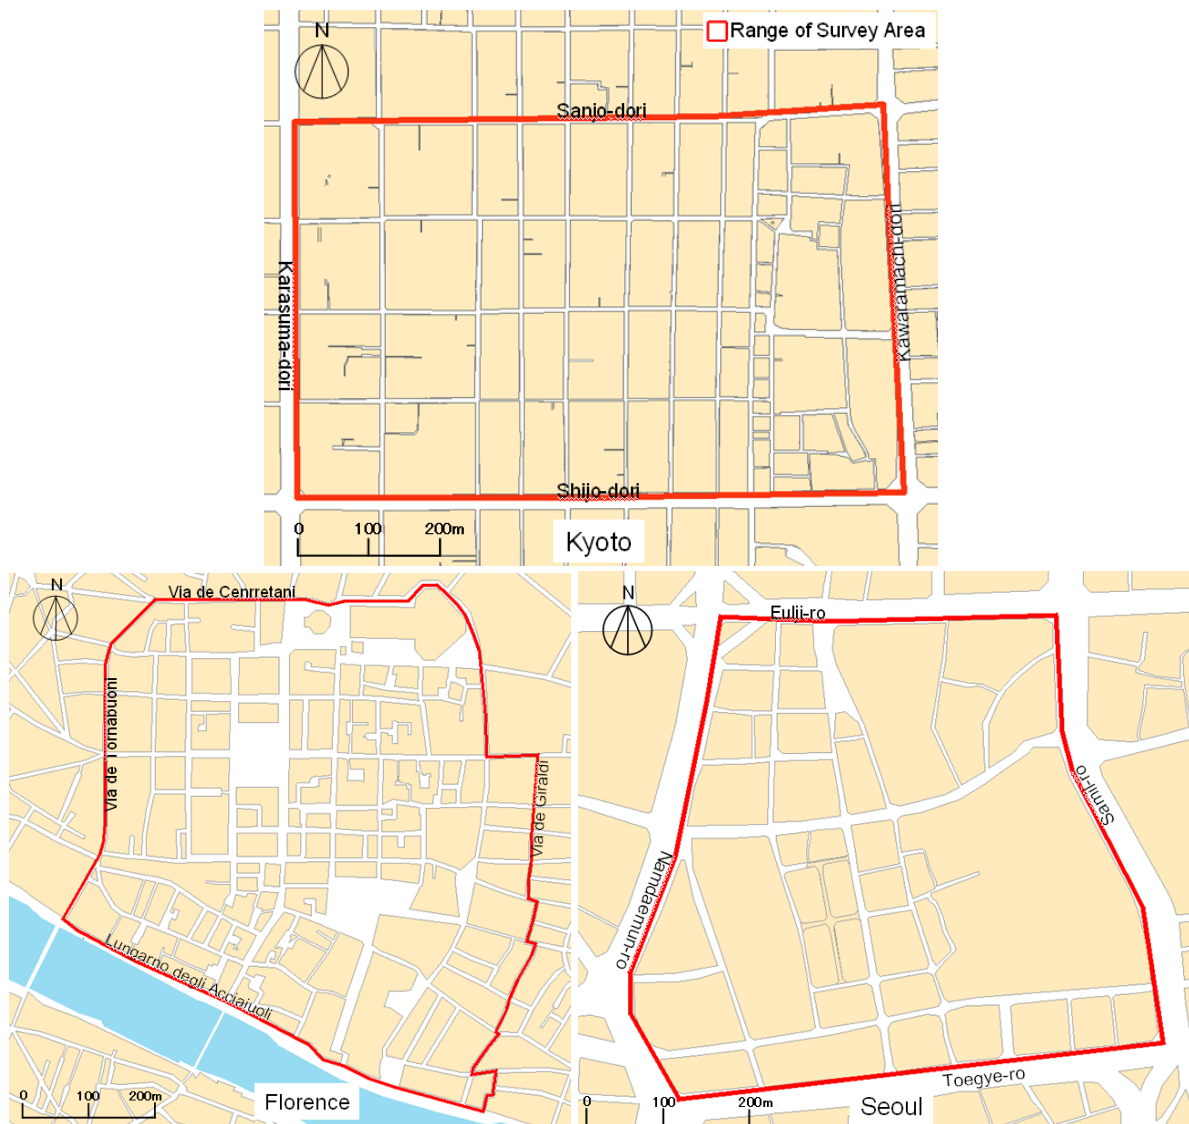 N
Range of Survey Area
Sanjo-dori
Karasuma-dori
Kawaramachi-dori
Shijo-dori
0 100 200m
Kyoto
N
Via de Cenrretani
Via de Tornabuoni
Via de Giraldi
Lungarno degli Acciaiuoli
0 100 200m
Florence
N
Eulji-ro
Samil-ro
Namdaemun-ro
Toegye-ro
0 100 200m
Seoul